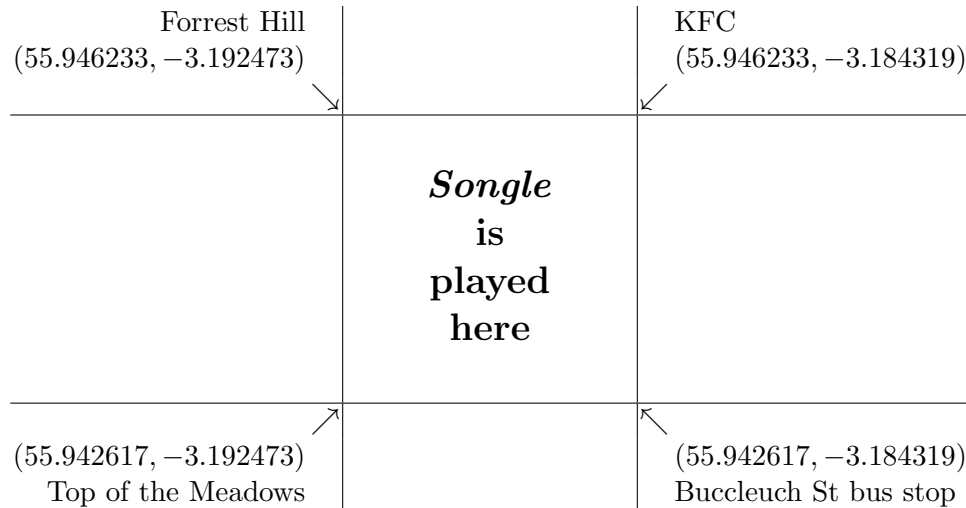 Forrest Hill
(55.946233, −3.192473)
KFC
(55.946233, −3.184319)
Songle
is
played
here
(55.942617, −3.192473)
Top of the Meadows
(55.942617, −3.184319)
Buccleuch St bus stop